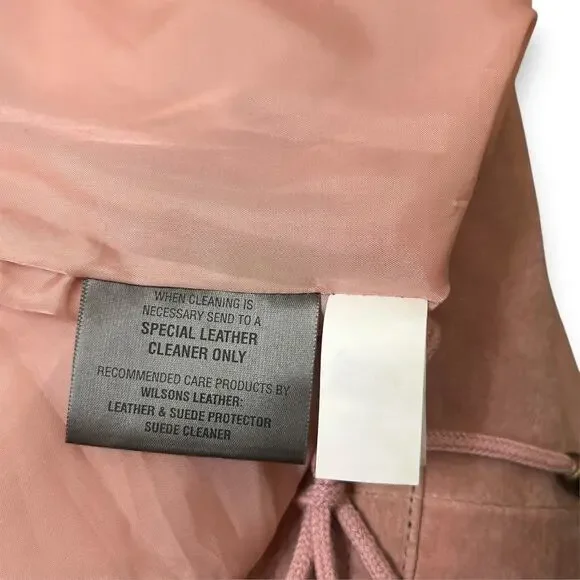 WHEN CLEANING IS
NECESSARY SEND TO A
SPECIAL LEATHER
CLEANER ONLY
RECOMMENDED CARE PRODUCTS BY
WILSONS LEATHER:
LEATHER & SUEDE PROTECTOR
SUEDE CLEANER